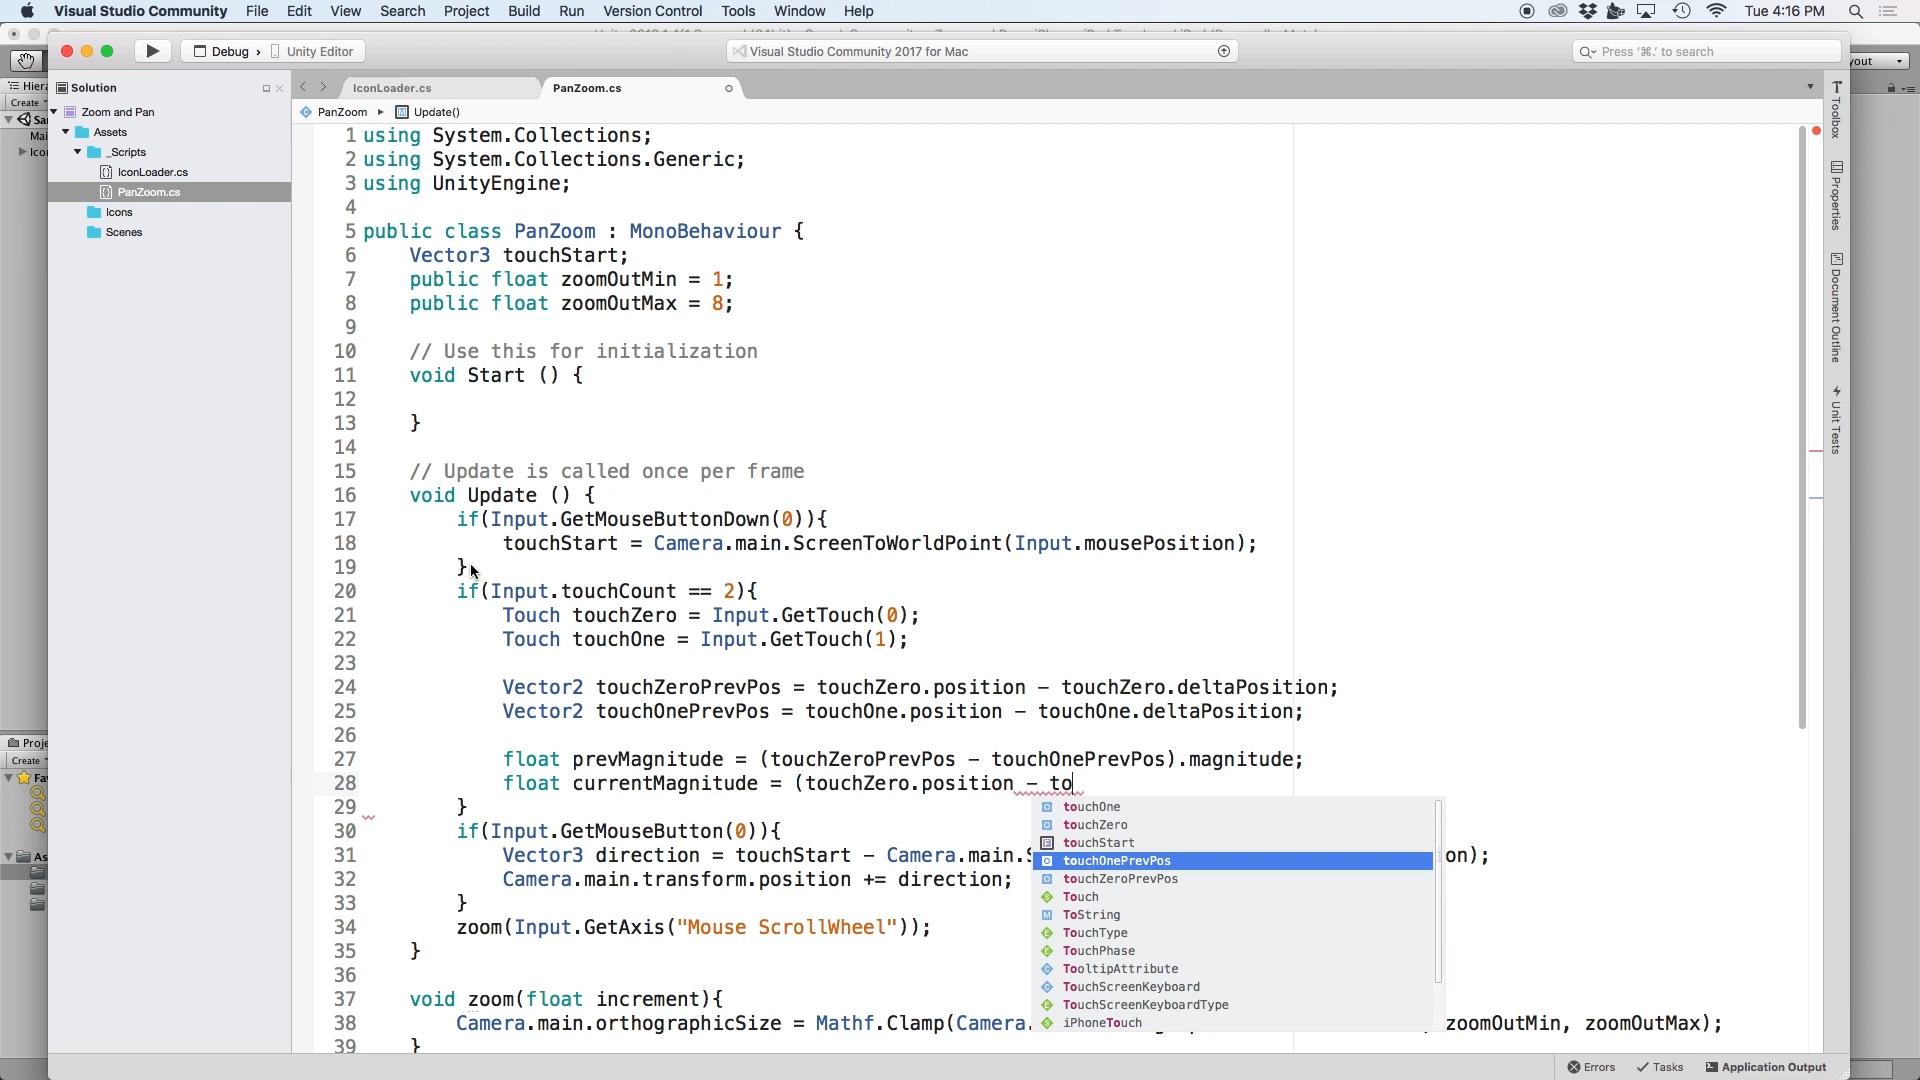 Visual Studio Community File Edit View Search Project Build Run Version Control Tools Window Help Tue 4:16 PM
Debug › Unity Editor
Visual Studio Community 2017 for Mac
Press '⌘.' to search
Solution
IconLoader.cs
PanZoom.cs
PanZoom ▸ Update()
Zoom and Pan
Assets
_Scripts
IconLoader.cs
PanZoom.cs
Icons
Scenes
Create
Create
1 using System.Collections;
2 using System.Collections.Generic;
3 using UnityEngine;
4
5 public class PanZoom : MonoBehaviour {
6 Vector3 touchStart;
7 public float zoomOutMin = 1;
8 public float zoomOutMax = 8;
9
10 // Use this for initialization
11 void Start () {
12
13 }
14
15 // Update is called once per frame
16 void Update () {
17 if(Input.GetMouseButtonDown(0)){
18 touchStart = Camera.main.ScreenToWorldPoint(Input.mousePosition);
19 }
20 if(Input.touchCount == 2){
21 Touch touchZero = Input.GetTouch(0);
22 Touch touchOne = Input.GetTouch(1);
23
24 Vector2 touchZeroPrevPos = touchZero.position - touchZero.deltaPosition;
25 Vector2 touchOnePrevPos = touchOne.position - touchOne.deltaPosition;
26
27 float prevMagnitude = (touchZeroPrevPos - touchOnePrevPos).magnitude;
28 float currentMagnitude = (touchZero.position - to
29 }
30 if(Input.GetMouseButton(0)){
31 Vector3 direction = touchStart - Camera.main. on);
32 Camera.main.transform.position += direction;
33 }
34 zoom(Input.GetAxis("Mouse ScrollWheel"));
35 }
36
37 void zoom(float increment){
38 Camera.main.orthographicSize = Mathf.Clamp(Camera. zoomOutMin, zoomOutMax);
39 }
touchOne
touchZero
touchStart
touchOnePrevPos
touchZeroPrevPos
Touch
ToString
TouchType
TouchPhase
TooltipAttribute
TouchScreenKeyboard
TouchScreenKeyboardType
iPhoneTouch
Toolbox
Properties
Document Outline
Unit Tests
Errors Tasks Application Output